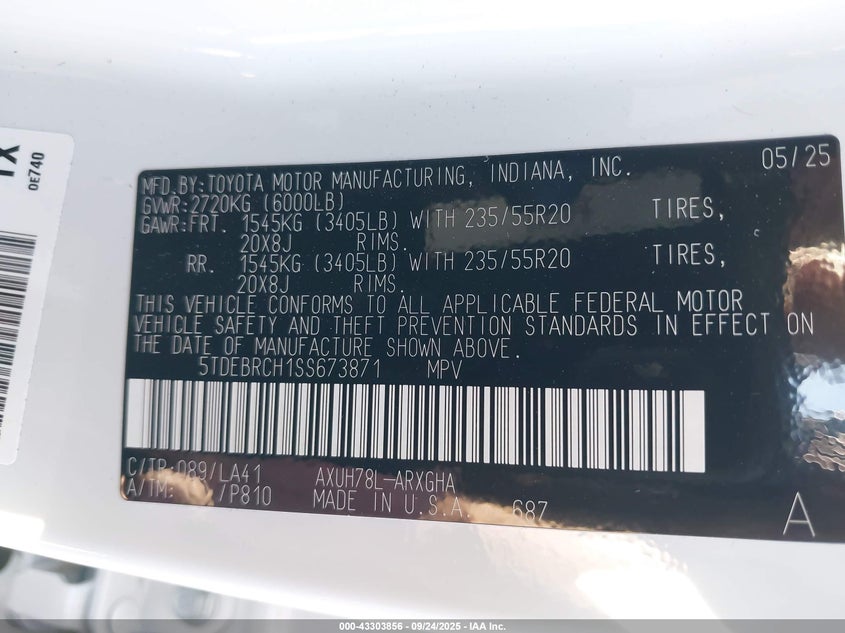 1X
0E740
05/25
MFD.BY:TOYOTA MOTOR MANUFACTURING, INDIANA, INC.
GVWR:2720KG (6000LB)
GAWR:FRT. 1545KG (3405LB) WITH 235/55R20 TIRES,
20X8J RIMS.
RR. 1545KG (3405LB) WITH 235/55R20 TIRES,
20X8J RIMS.
THIS VEHICLE CONFORMS TO ALL APPLICABLE FEDERAL MOTOR
VEHICLE SAFETY AND THEFT PREVENTION STANDARDS IN EFFECT ON
THE DATE OF MANUFACTURE SHOWN ABOVE.
5TDEBRCH1SS673871 MPV
C/TR:089/LA41 AXUH78L-ARXGHA
A/TM: /P810 MADE IN U.S.A. 687
A
000-43303856 - 09/24/2025 - IAA Inc.